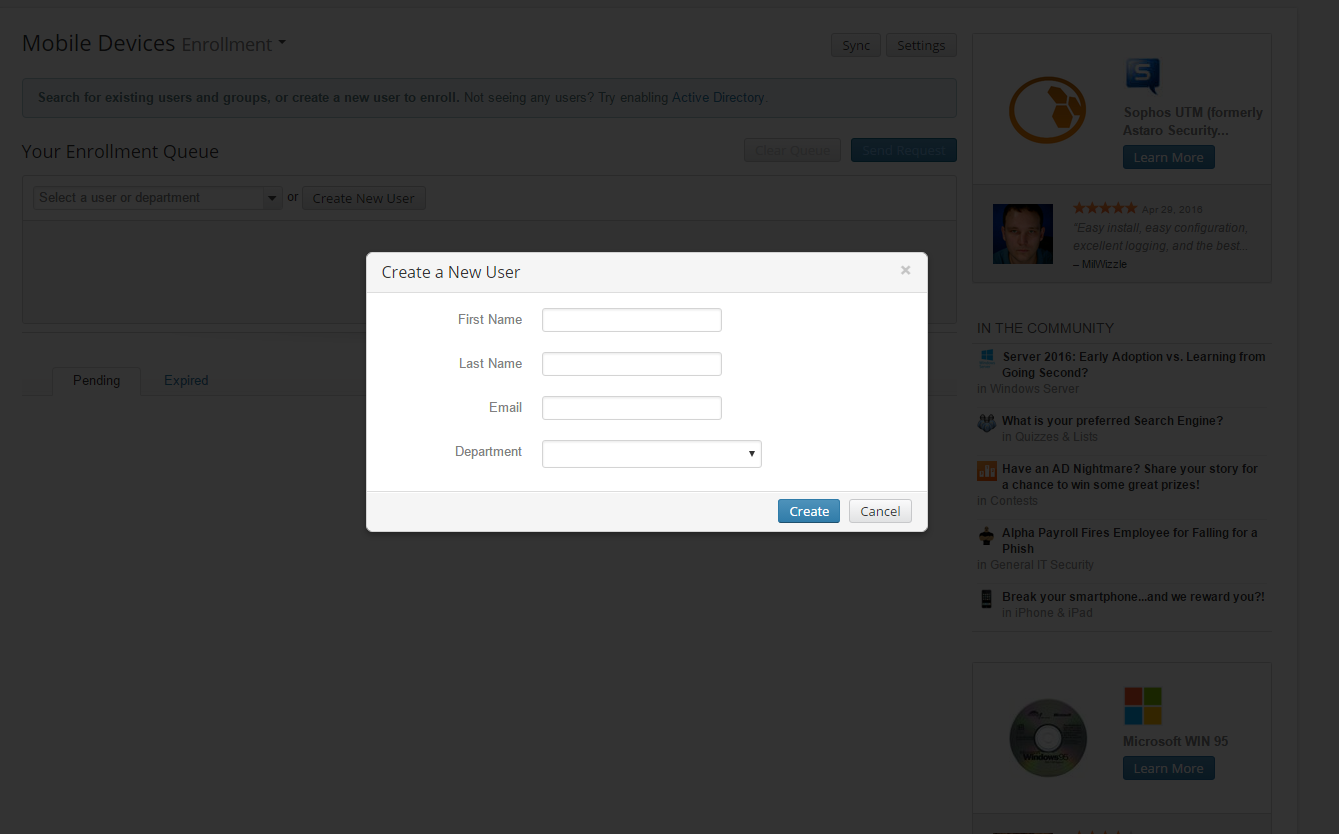 Mobile Devices Enrollment
Sync
Settings
Search for existing users and groups, or create a new user to enroll. Not seeing any users? Try enabling Active Directory.
Your Enrollment Queue
Clear Queue
Send Request
Select a user or department
or
Create New User
Pending
Expired
Create a New User
×
First Name
Last Name
Email
Department
Create
Cancel
S
Sophos UTM (formerly
Astaro Security...
Learn More
Apr 29, 2016
"Easy install, easy configuration,
excellent logging, and the best...
– MilWizzle
IN THE COMMUNITY
Server 2016: Early Adoption vs. Learning from
Going Second?
in Windows Server
What is your preferred Search Engine?
in Quizzes & Lists
Have an AD Nightmare? Share your story for
a chance to win some great prizes!
in Contests
Alpha Payroll Fires Employee for Falling for a
Phish
in General IT Security
Break your smartphone...and we reward you?!
in iPhone & iPad
Microsoft WIN 95
Learn More